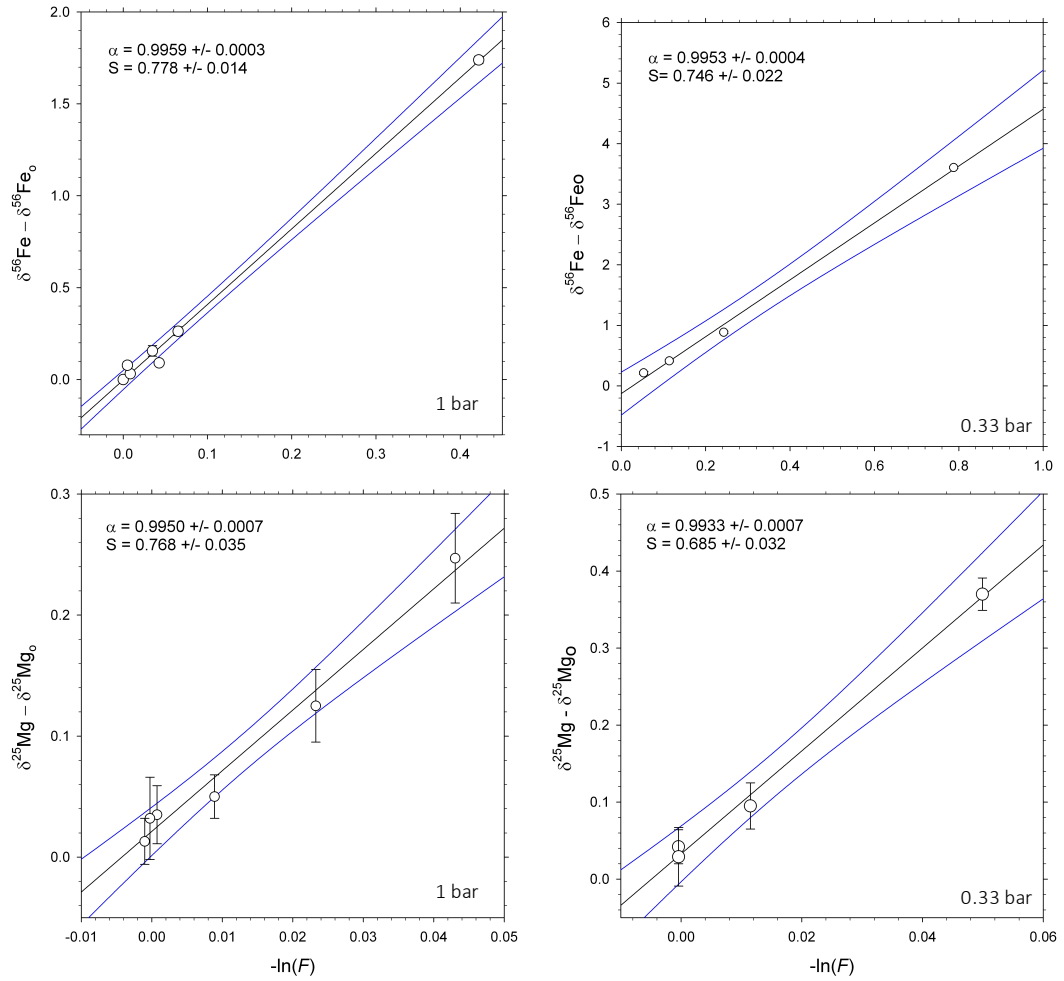 α = 0.9959 +/- 0.0003
S = 0.778 +/- 0.014
δ⁵⁶Fe – δ⁵⁶Feₒ
2.0
1.5
1.0
0.5
0.0
1 bar
0.0 0.1 0.2 0.3 0.4
α = 0.9953 +/- 0.0004
S= 0.746 +/- 0.022
δ⁵⁶Fe – δ⁵⁶Feo
6
5
4
3
2
1
0
-1
0.33 bar
0.0 0.2 0.4 0.6 0.8 1.0
α = 0.9950 +/- 0.0007
S = 0.768 +/- 0.035
δ²⁵Mg – δ²⁵Mgₒ
0.3
0.2
0.1
0.0
1 bar
-0.01 0.00 0.01 0.02 0.03 0.04 0.05
-ln(F)
α = 0.9933 +/- 0.0007
S = 0.685 +/- 0.032
δ²⁵Mg - δ²⁵Mgo
0.5
0.4
0.3
0.2
0.1
0.0
0.33 bar
0.00 0.02 0.04 0.06
-ln(F)